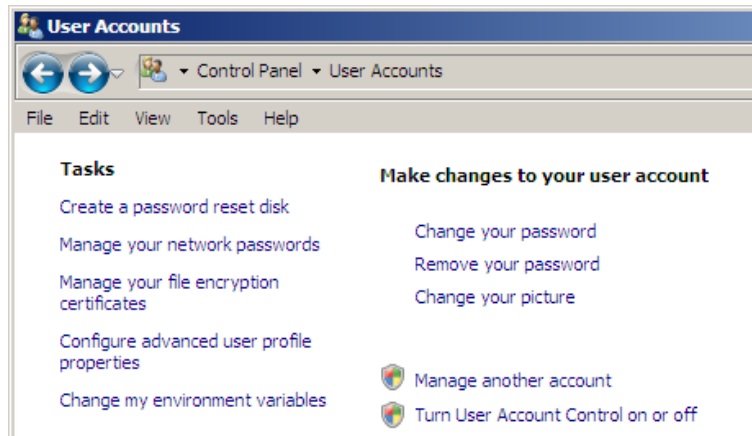 User Accounts
Control Panel User Accounts
File Edit View Tools Help
Tasks
Create a password reset disk
Manage your network passwords
Manage your file encryption
certificates
Configure advanced user profile
properties
Change my environment variables
Make changes to your user account
Change your password
Remove your password
Change your picture
Manage another account
Turn User Account Control on or off